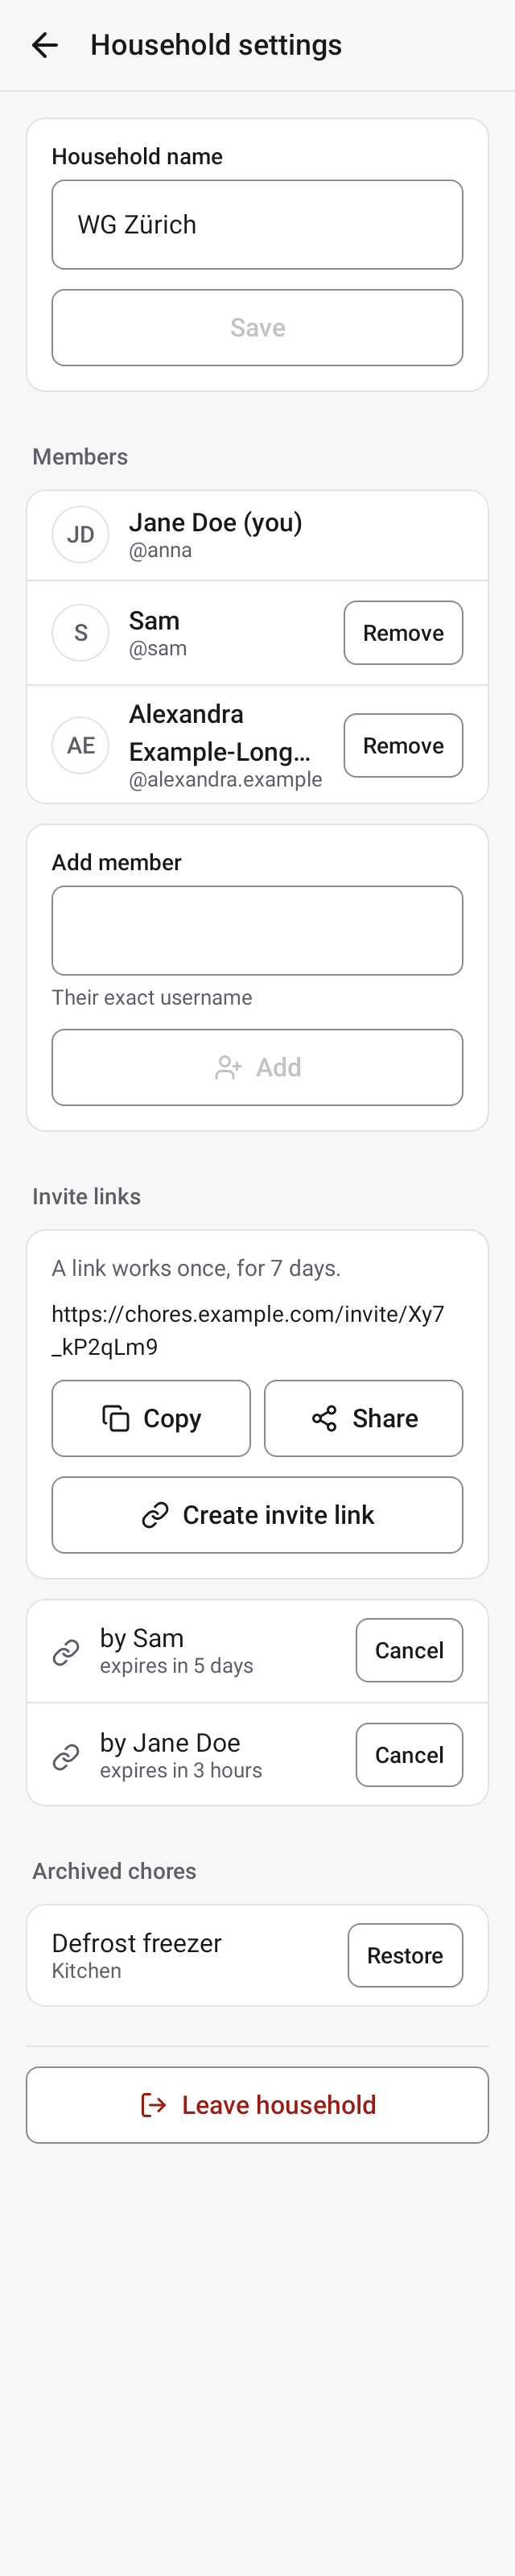 Household settings
Household name
WG Zürich
Save
Members
JD
Jane Doe (you)
@anna
S
Sam
@sam
Remove
AE
Alexandra
Example-Long…
@alexandra.example
Remove
Add member
Their exact username
Add
Invite links
A link works once, for 7 days.
https://chores.example.com/invite/Xy7
_kP2qLm9
Copy
Share
Create invite link
by Sam
expires in 5 days
Cancel
by Jane Doe
expires in 3 hours
Cancel
Archived chores
Defrost freezer
Kitchen
Restore
Leave household